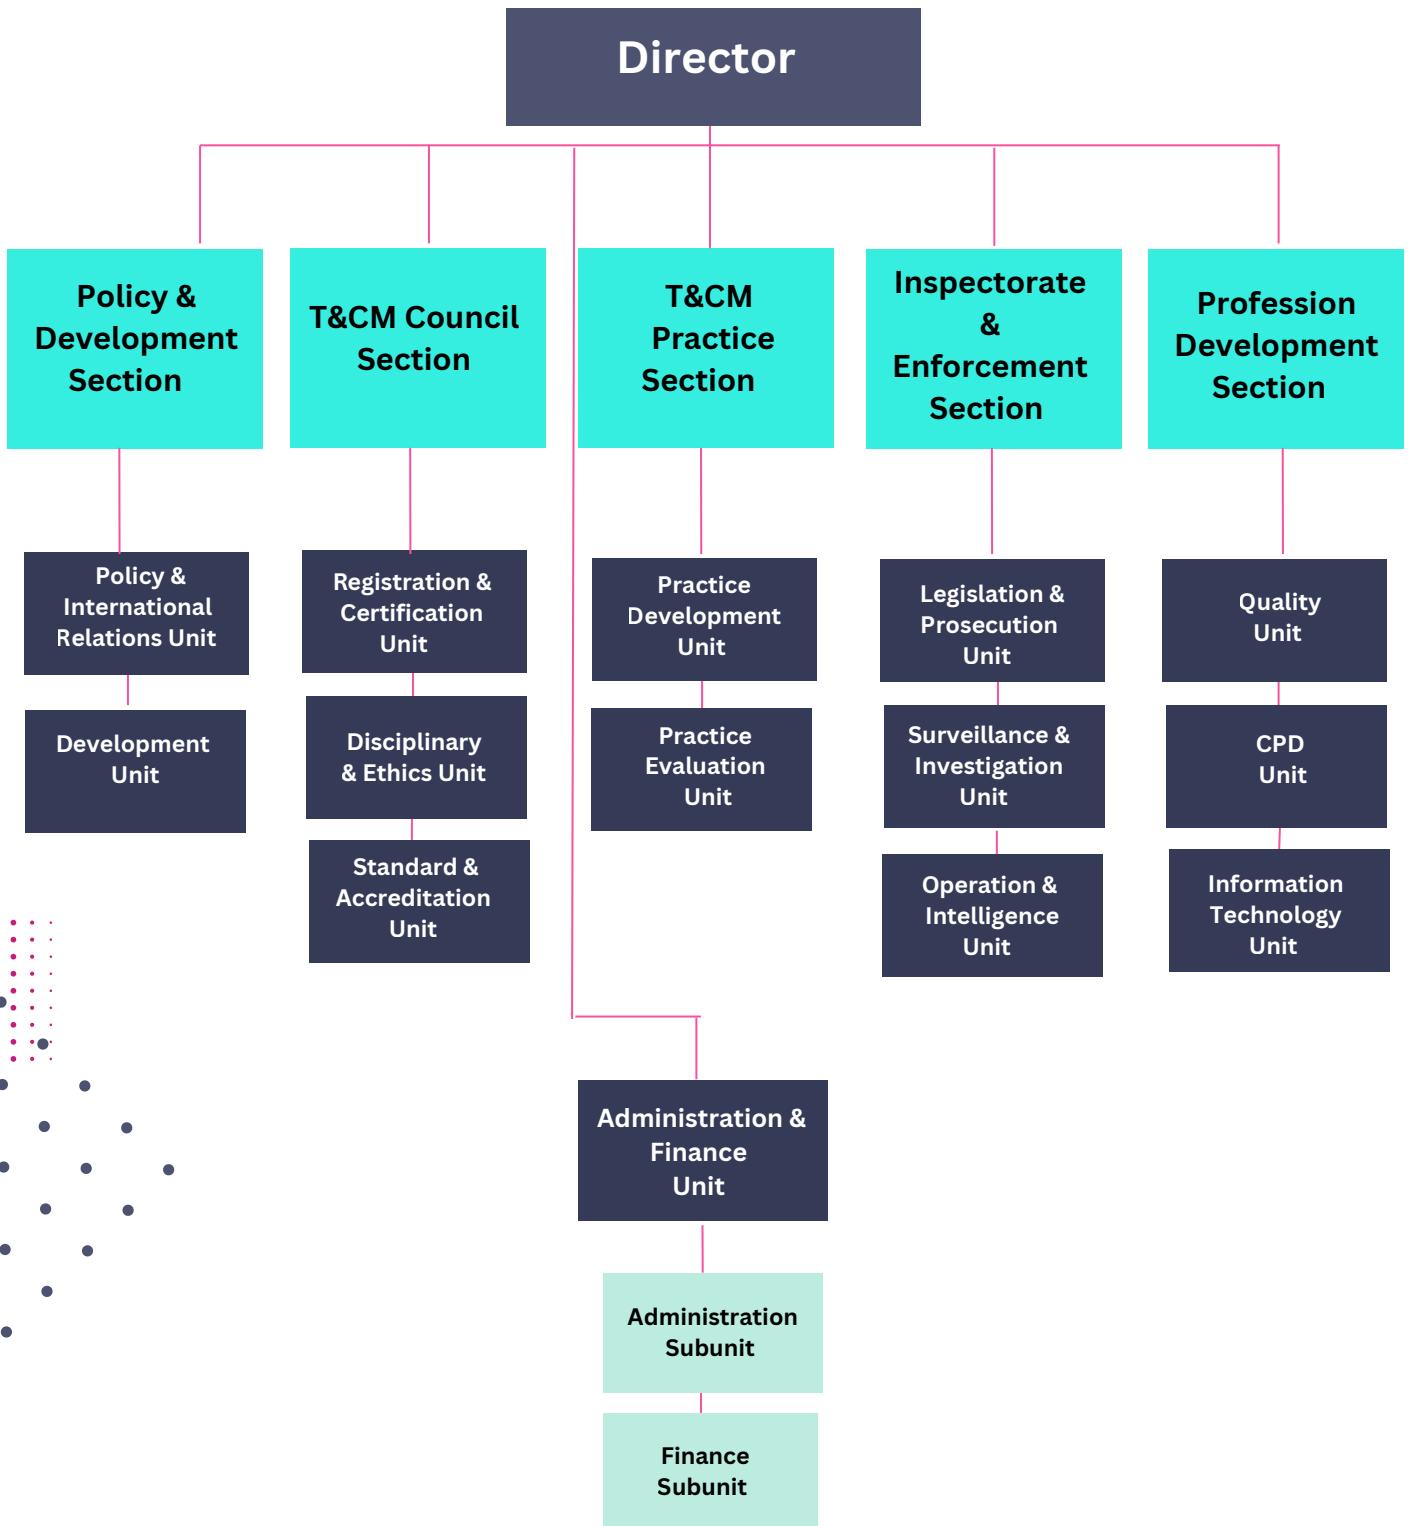 Director
Policy &
Development
Section
T&CM Council
Section
T&CM
Practice
Section
Inspectorate
&
Enforcement
Section
Profession
Development
Section
Policy &
International
Relations Unit
Development
Unit
Registration &
Certification
Unit
Disciplinary
& Ethics Unit
Standard &
Accreditation
Unit
Practice
Development
Unit
Practice
Evaluation
Unit
Legislation &
Prosecution
Unit
Surveillance &
Investigation
Unit
Operation &
Intelligence
Unit
Quality
Unit
CPD
Unit
Information
Technology
Unit
Administration &
Finance
Unit
Administration
Subunit
Finance
Subunit